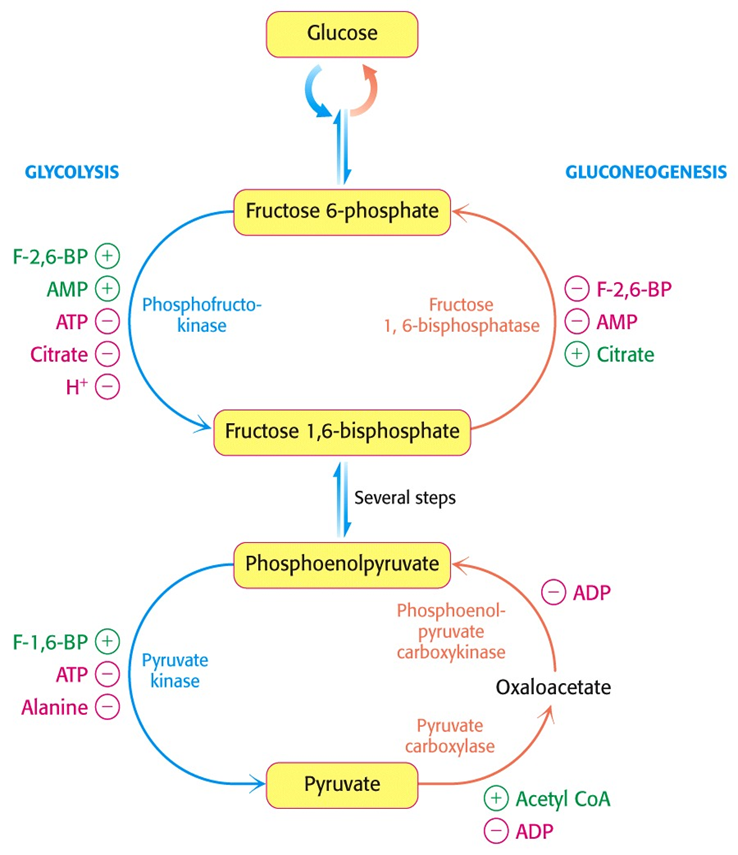 Glucose
GLYCOLYSIS
GLUCONEOGENESIS
Fructose 6-phosphate
F-2,6-BP +
AMP +
ATP −
Citrate −
H⁺ −
Phosphofructo-
kinase
Fructose
1, 6-bisphosphatase
− F-2,6-BP
− AMP
+ Citrate
Fructose 1,6-bisphosphate
Several steps
Phosphoenolpyruvate
F-1,6-BP +
ATP −
Alanine −
Pyruvate
kinase
Phosphoenol-
pyruvate
carboxykinase
− ADP
Oxaloacetate
Pyruvate
carboxylase
Pyruvate
+ Acetyl CoA
− ADP